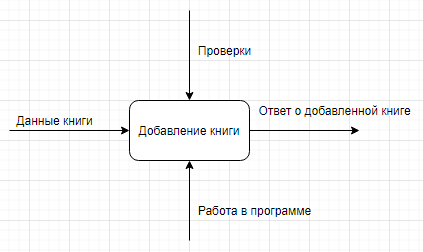 Проверки
Данные книги
Добавление книги
Ответ о добавленной книге
Работа в программе